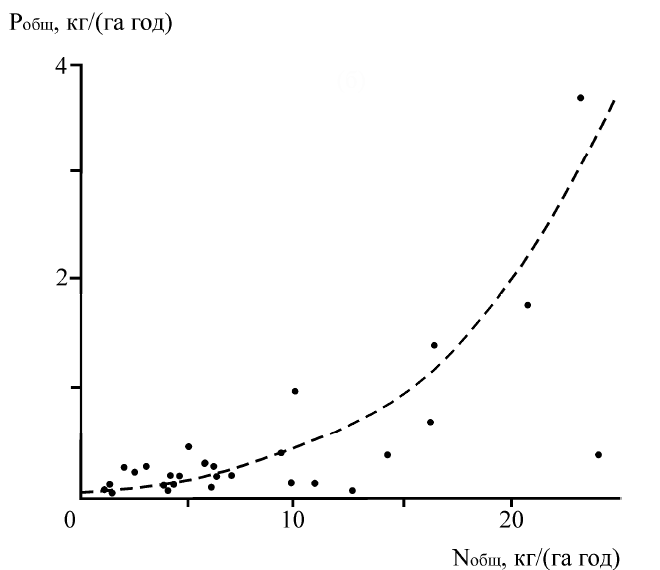 Pобщ, кг/(га год)
4
2
0 10 20
Nобщ, кг/(га год)